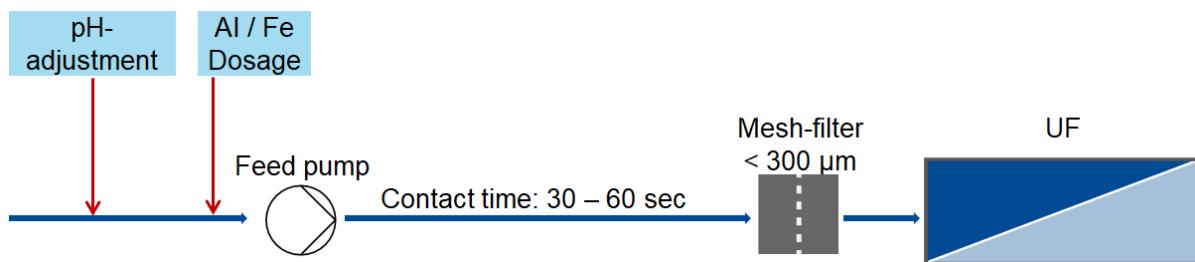 pH-
adjustment
Al / Fe
Dosage
Feed pump
Contact time: 30 – 60 sec
Mesh-filter
< 300 µm
UF